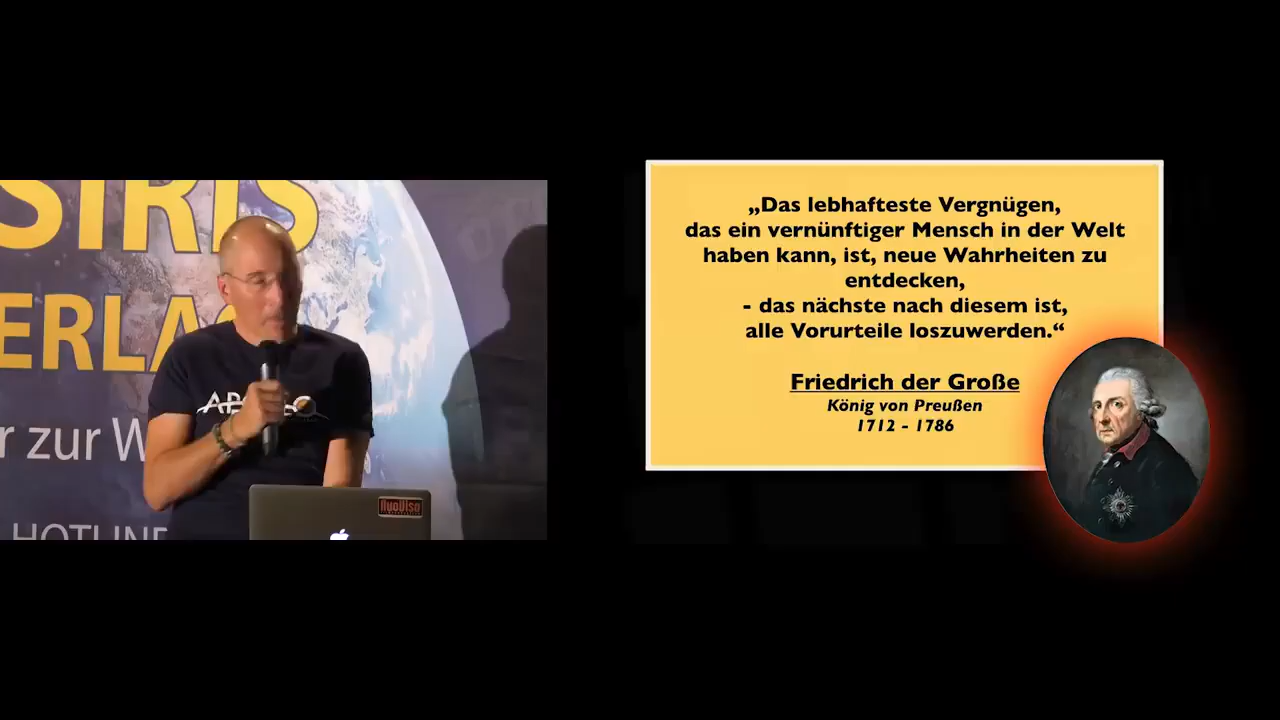 SIRIS
ERLA
r zur W
HOTLINE
NuoViso
„Das lebhafteste Vergnügen,
das ein vernünftiger Mensch in der Welt
haben kann, ist, neue Wahrheiten zu
entdecken,
- das nächste nach diesem ist,
alle Vorurteile loszuwerden.“
Friedrich der Große
König von Preußen
1712 - 1786